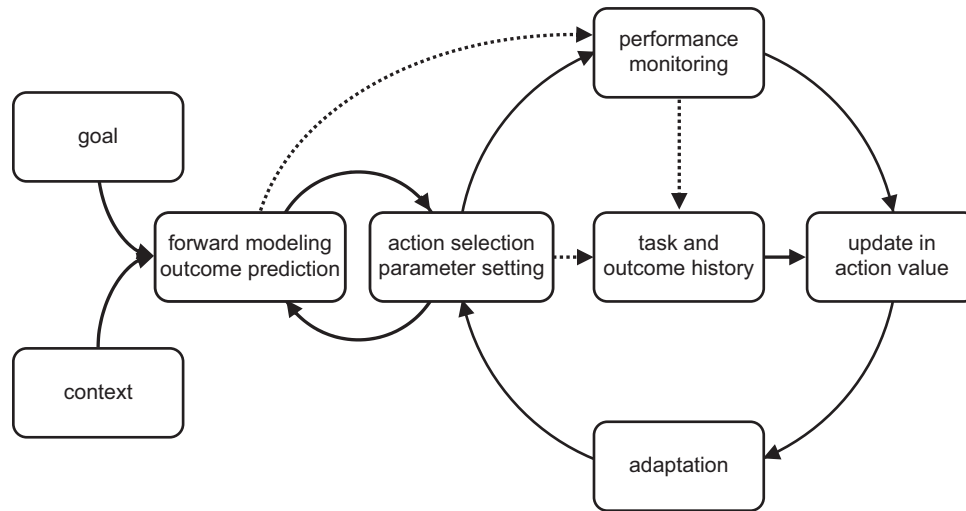 performance
monitoring
goal
forward modeling
outcome prediction
action selection
parameter setting
task and
outcome history
update in
action value
context
adaptation